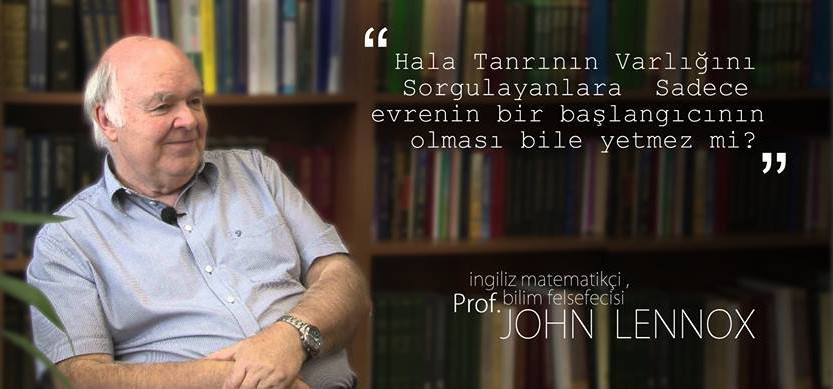 “
Hala Tanrının Varlığını
Sorgulayanlara Sadece
evrenin bir başlangıcının
olması bile yetmez mi?
”
ingiliz matematikçi ,
bilim felsefecisi
Prof. JOHN LENNOX